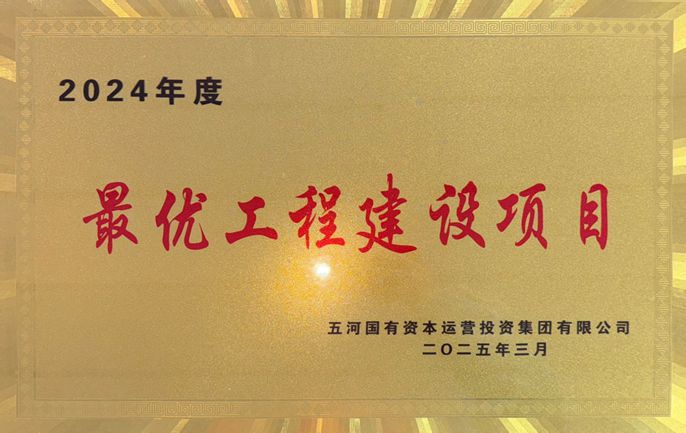 2024年度
最优工程建设项目
五河国有资本运营投资集团有限公司
二O二五年三月